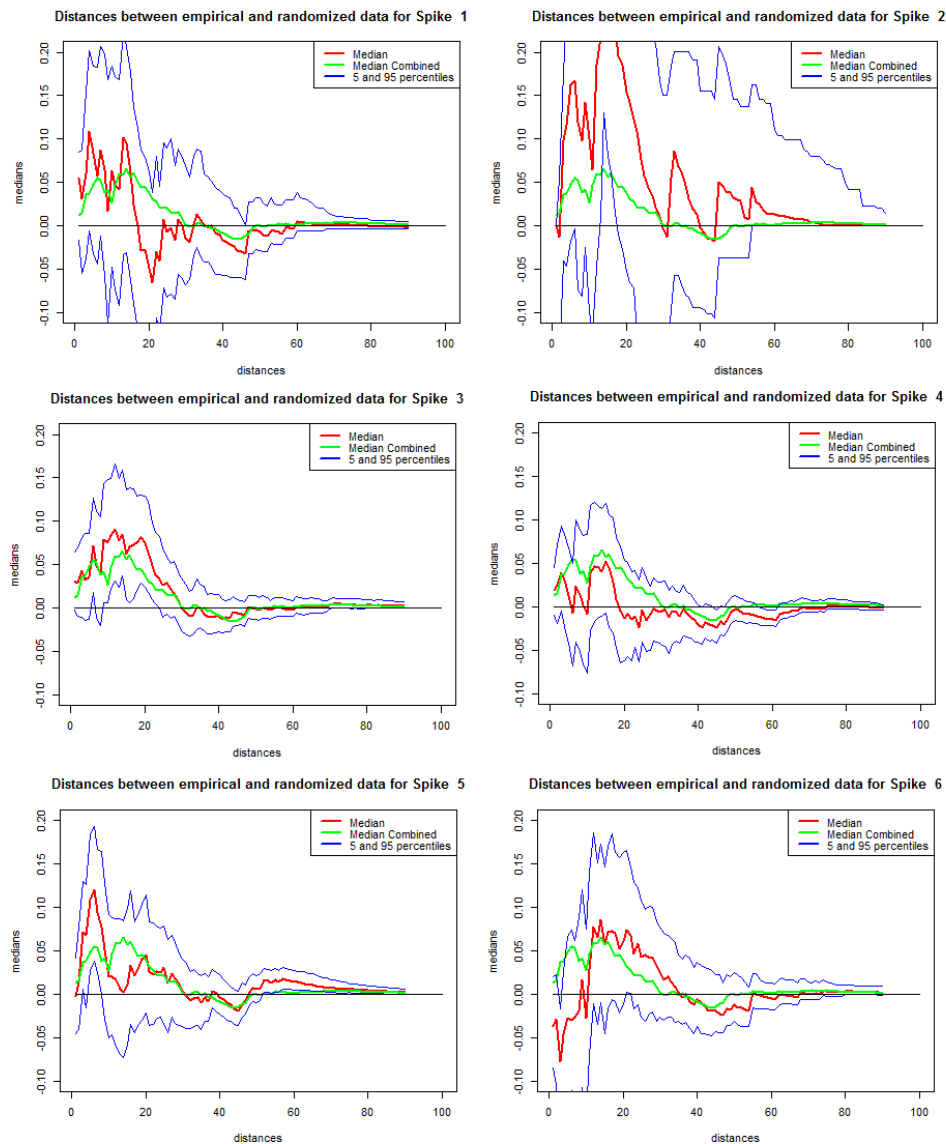 Distances between empirical and randomized data for Spike 1
Median
Median Combined
5 and 95 percentiles
medians
0.20
0.15
0.10
0.05
0.00
-0.05
-0.10
0
20
40
60
80
100
distances
Distances between empirical and randomized data for Spike 2
Median
Median Combined
5 and 95 percentiles
medians
0.20
0.15
0.10
0.05
0.00
-0.05
-0.10
0
20
40
60
80
100
distances
Distances between empirical and randomized data for Spike 3
Median
Median Combined
5 and 95 percentiles
medians
0.20
0.15
0.10
0.05
0.00
-0.05
-0.10
0
20
40
60
80
100
distances
Distances between empirical and randomized data for Spike 4
Median
Median Combined
5 and 95 percentiles
medians
0.20
0.15
0.10
0.05
0.00
-0.05
-0.10
0
20
40
60
80
100
distances
Distances between empirical and randomized data for Spike 5
Median
Median Combined
5 and 95 percentiles
medians
0.20
0.15
0.10
0.05
0.00
-0.05
-0.10
0
20
40
60
80
100
distances
Distances between empirical and randomized data for Spike 6
Median
Median Combined
5 and 95 percentiles
medians
0.20
0.15
0.10
0.05
0.00
-0.05
-0.10
0
20
40
60
80
100
distances